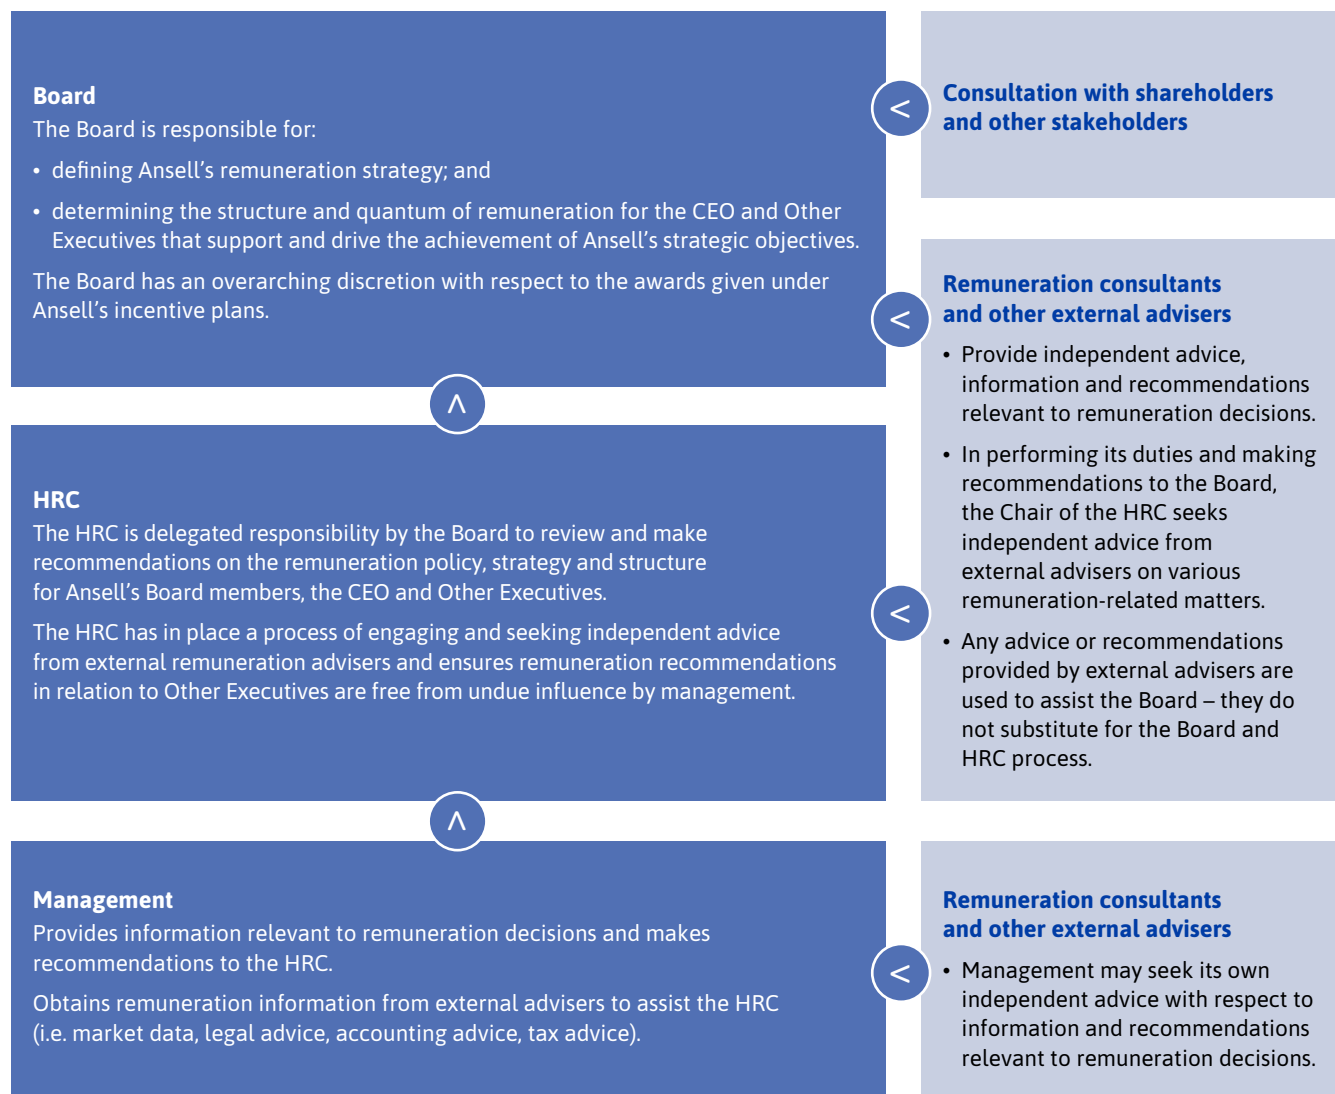 Board
The Board is responsible for:
• defining Ansell's remuneration strategy; and
• determining the structure and quantum of remuneration for the CEO and Other
Executives that support and drive the achievement of Ansell's strategic objectives.
The Board has an overarching discretion with respect to the awards given under
Ansell's incentive plans.
<
Consultation with shareholders
and other stakeholders
<
Remuneration consultants
and other external advisers
• Provide independent advice,
information and recommendations
relevant to remuneration decisions.
• In performing its duties and making
recommendations to the Board,
the Chair of the HRC seeks
independent advice from
external advisers on various
remuneration-related matters.
• Any advice or recommendations
provided by external advisers are
used to assist the Board – they do
not substitute for the Board and
HRC process.
HRC
The HRC is delegated responsibility by the Board to review and make
recommendations on the remuneration policy, strategy and structure
for Ansell's Board members, the CEO and Other Executives.
The HRC has in place a process of engaging and seeking independent advice
from external remuneration advisers and ensures remuneration recommendations
in relation to Other Executives are free from undue influence by management.
<
Management
Provides information relevant to remuneration decisions and makes
recommendations to the HRC.
Obtains remuneration information from external advisers to assist the HRC
(i.e. market data, legal advice, accounting advice, tax advice).
<
Remuneration consultants
and other external advisers
• Management may seek its own
independent advice with respect to
information and recommendations
relevant to remuneration decisions.